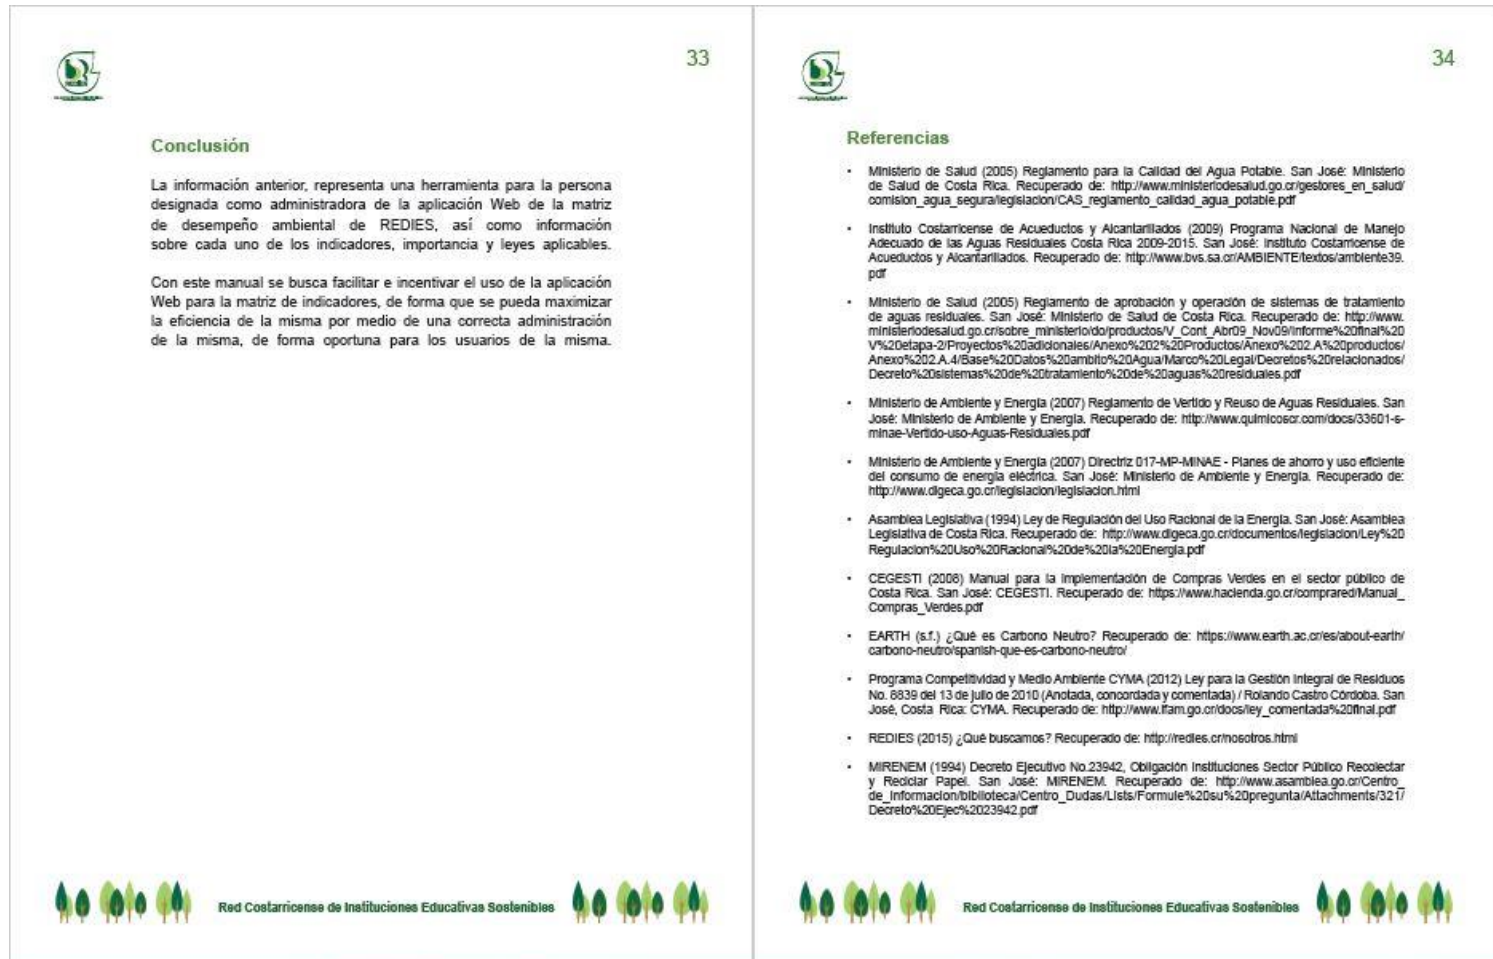 33
Conclusión
La información anterior, representa una herramienta para la persona
designada como administradora de la aplicación Web de la matriz
de desempeño ambiental de REDIES, así como información
sobre cada uno de los indicadores, importancia y leyes aplicables.
Con este manual se busca facilitar e incentivar el uso de la aplicación
Web para la matriz de indicadores, de forma que se pueda maximizar
la eficiencia de la misma por medio de una correcta administración
de la misma, de forma oportuna para los usuarios de la misma.
Red Costarricense de Instituciones Educativas Sostenibles
34
Referencias
• Ministerio de Salud (2005) Reglamento para la Calidad del Agua Potable. San José: Ministerio
de Salud de Costa Rica. Recuperado de: http://www.ministeriodesalud.go.cr/gestores_en_salud/
comision_agua_segura/legislacion/CAS_reglamento_calidad_agua_potable.pdf
• Instituto Costarricense de Acueductos y Alcantarillados (2009) Programa Nacional de Manejo
Adecuado de las Aguas Residuales Costa Rica 2009-2015. San José: Instituto Costarricense de
Acueductos y Alcantarillados. Recuperado de: http://www.bvs.sa.cr/AMBIENTE/textos/ambiente39.
pdf
• Ministerio de Salud (2005) Reglamento de aprobación y operación de sistemas de tratamiento
de aguas residuales. San José: Ministerio de Salud de Costa Rica. Recuperado de: http://www.
ministeriodesalud.go.cr/sobre_ministerio/do/productos/V_Cont_Abr09_Nov09/Informe%20final%20
V%20etapa-2/Proyectos%20adicionales/Anexo%202%20Productos/Anexo%202.A%20productos/
Anexo%202.A.4/Base%20Datos%20ambito%20Agua/Marco%20Legal/Decretos%20relacionados/
Decreto%20sistemas%20de%20tratamiento%20de%20aguas%20residuales.pdf
• Ministerio de Ambiente y Energía (2007) Reglamento de Vertido y Reuso de Aguas Residuales. San
José: Ministerio de Ambiente y Energía. Recuperado de: http://www.quimicoscr.com/docs/33601-s-
minae-Vertido-uso-Aguas-Residuales.pdf
• Ministerio de Ambiente y Energía (2007) Directriz 017-MP-MINAE - Planes de ahorro y uso eficiente
del consumo de energía eléctrica. San José: Ministerio de Ambiente y Energía. Recuperado de:
http://www.digeca.go.cr/legislacion/legislacion.html
• Asamblea Legislativa (1994) Ley de Regulación del Uso Racional de la Energía. San José: Asamblea
Legislativa de Costa Rica. Recuperado de: http://www.digeca.go.cr/documentos/legislacion/Ley%20
Regulacion%20Uso%20Racional%20de%20la%20Energia.pdf
• CEGESTI (2008) Manual para la Implementación de Compras Verdes en el sector público de
Costa Rica. San José: CEGESTI. Recuperado de: https://www.hacienda.go.cr/comprared/Manual_
Compras_Verdes.pdf
• EARTH (s.f.) ¿Qué es Carbono Neutro? Recuperado de: https://www.earth.ac.cr/es/about-earth/
carbono-neutro/spanish-que-es-carbono-neutro/
• Programa Competitividad y Medio Ambiente CYMA (2012) Ley para la Gestión Integral de Residuos
No. 8839 del 13 de julio de 2010 (Anotada, concordada y comentada) / Rolando Castro Córdoba. San
José, Costa Rica: CYMA. Recuperado de: http://www.ifam.go.cr/docs/ley_comentada%20final.pdf
• REDIES (2015) ¿Qué buscamos? Recuperado de: http://redies.cr/nosotros.html
• MIRENEM (1994) Decreto Ejecutivo No.23942, Obligación Instituciones Sector Público Recolectar
y Reciclar Papel. San José: MIRENEM. Recuperado de: http://www.asamblea.go.cr/Centro_
de_Informacion/biblioteca/Centro_Dudas/Lists/Formule%20su%20pregunta/Attachments/321/
Decreto%20Ejec%2023942.pdf
Red Costarricense de Instituciones Educativas Sostenibles